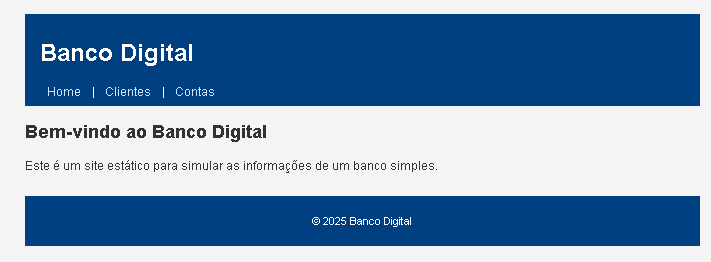 Banco Digital
Home | Clientes | Contas
Bem-vindo ao Banco Digital
Este é um site estático para simular as informações de um banco simples.
© 2025 Banco Digital